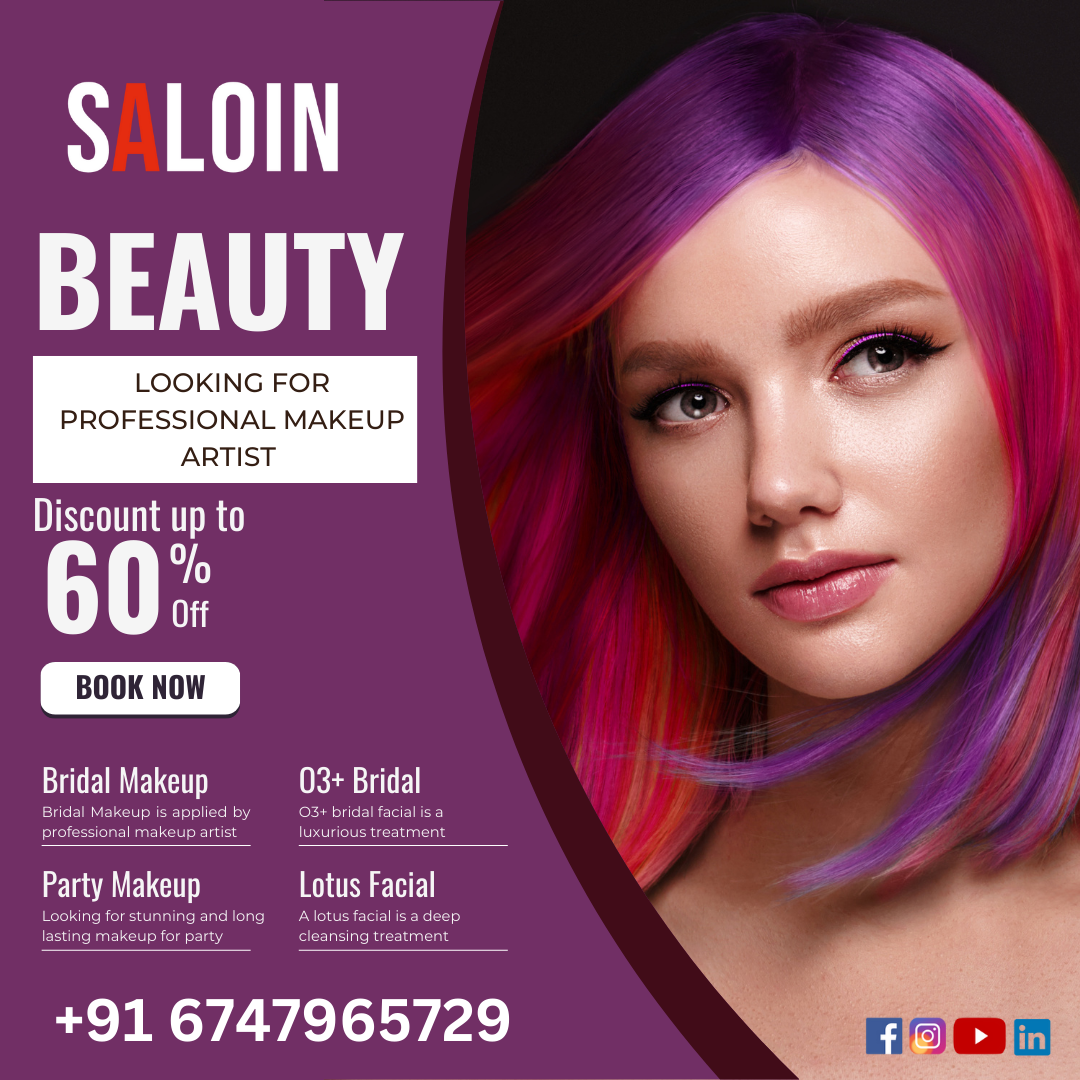 SALOIN
BEAUTY
LOOKING FOR
PROFESSIONAL MAKEUP
ARTIST
Discount up to
60%
Off
BOOK NOW
Bridal Makeup
Bridal Makeup is applied by
professional makeup artist
O3+ Bridal
O3+ bridal facial is a
luxurious treatment
Party Makeup
Looking for stunning and long
lasting makeup for party
Lotus Facial
A lotus facial is a deep
cleansing treatment
+91 6747965729